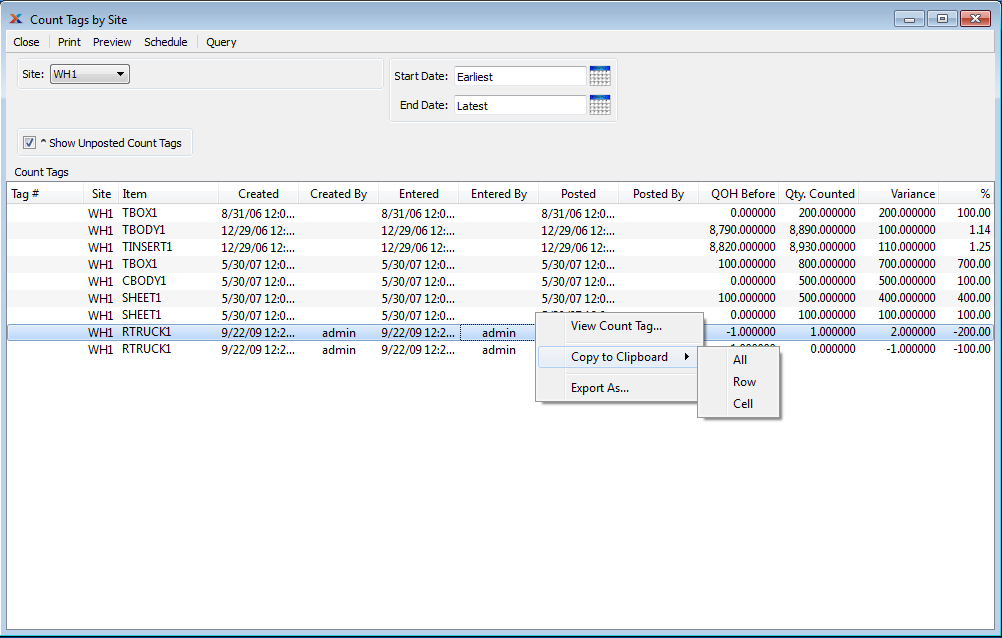 Count Tags by Site
Close Print Preview Schedule Query
Site: WH1
Start Date: Earliest
End Date: Latest
^ Show Unposted Count Tags
Count Tags
Tag # Site Item Created Created By Entered Entered By Posted Posted By QOH Before Qty. Counted Variance %
WH1 TBOX1 8/31/06 12:0... 8/31/06 12:0... 8/31/06 12:0... 0.000000 200.000000 200.000000 100.00
WH1 TBODY1 12/29/06 12:... 12/29/06 12:... 12/29/06 12:... 8,790.000000 8,890.000000 100.000000 1.14
WH1 TINSERT1 12/29/06 12:... 12/29/06 12:... 12/29/06 12:... 8,820.000000 8,930.000000 110.000000 1.25
WH1 TBOX1 5/30/07 12:0... 5/30/07 12:0... 5/30/07 12:0... 100.000000 800.000000 700.000000 700.00
WH1 CBODY1 5/30/07 12:0... 5/30/07 12:0... 5/30/07 12:0... 0.000000 500.000000 500.000000 100.00
WH1 SHEET1 5/30/07 12:0... 5/30/07 12:0... 5/30/07 12:0... 100.000000 500.000000 400.000000 400.00
WH1 SHEET1 5/30/07 12:0... 5/30/07 12:0... 0.000000 100.000000 100.000000 100.00
WH1 RTRUCK1 9/22/09 12:2... admin 9/22/09 12:2... admin -1.000000 1.000000 2.000000 -200.00
WH1 RTRUCK1 9/22/09 12:2... admin 9/22/09 12:2... admin 0.000000 -1.000000 -100.00
View Count Tag...
Copy to Clipboard
Export As...
All
Row
Cell